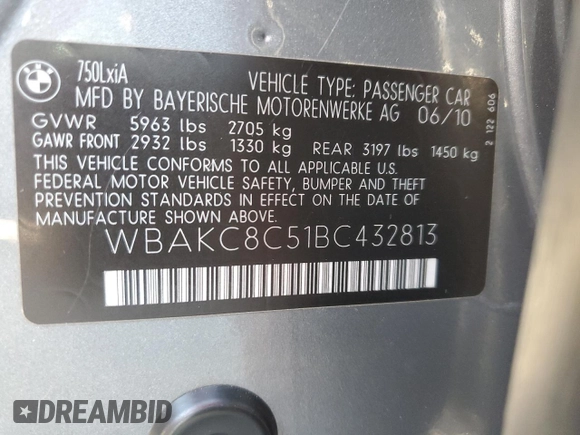 BMW
750LxiA
VEHICLE TYPE: PASSENGER CAR
MFD BY BAYERISCHE MOTORENWERKE AG 06/10
GVWR 5963 lbs 2705 kg
GAWR FRONT 2932 lbs 1330 kg REAR 3197 lbs 1450 kg
THIS VEHICLE CONFORMS TO ALL APPLICABLE U.S.
FEDERAL MOTOR VEHICLE SAFETY, BUMPER AND THEFT
PREVENTION STANDARDS IN EFFECT ON THE DATE OF
MANUFACTURE SHOWN ABOVE.
WBAKC8C51BC432813
2 122 606
DREAMBID